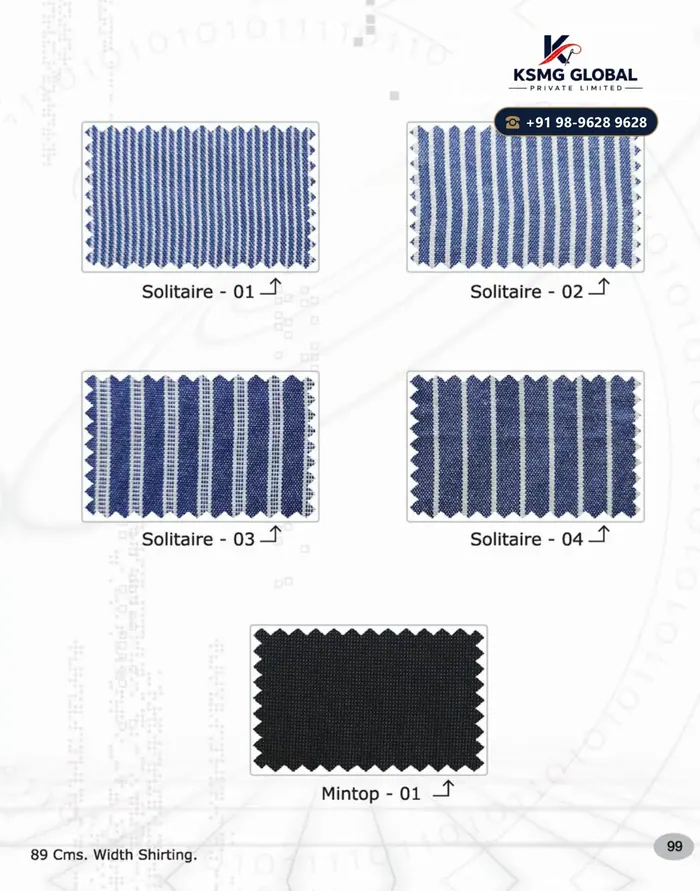 KSMG GLOBAL
PRIVATE LIMITED
+91 98-9628 9628
Solitaire - 01
Solitaire - 02
Solitaire - 03
Solitaire - 04
Mintop - 01
89 Cms. Width Shirting.
99